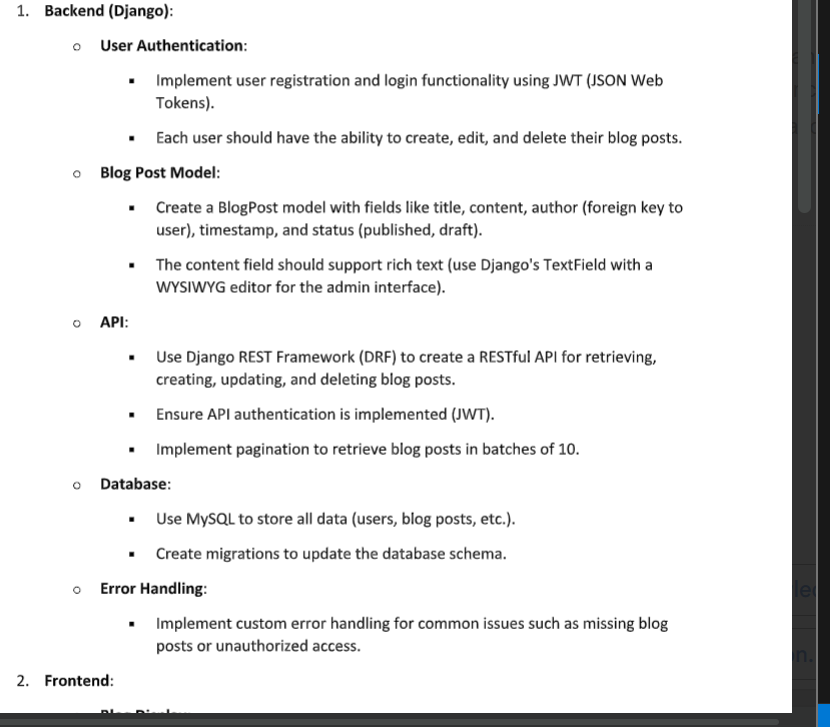 1. Backend (Django):
o User Authentication:
▪ Implement user registration and login functionality using JWT (JSON Web
Tokens).
▪ Each user should have the ability to create, edit, and delete their blog posts.
o Blog Post Model:
▪ Create a BlogPost model with fields like title, content, author (foreign key to
user), timestamp, and status (published, draft).
▪ The content field should support rich text (use Django's TextField with a
WYSIWYG editor for the admin interface).
o API:
▪ Use Django REST Framework (DRF) to create a RESTful API for retrieving,
creating, updating, and deleting blog posts.
▪ Ensure API authentication is implemented (JWT).
▪ Implement pagination to retrieve blog posts in batches of 10.
o Database:
▪ Use MySQL to store all data (users, blog posts, etc.).
▪ Create migrations to update the database schema.
o Error Handling:
▪ Implement custom error handling for common issues such as missing blog
posts or unauthorized access.
2. Frontend: